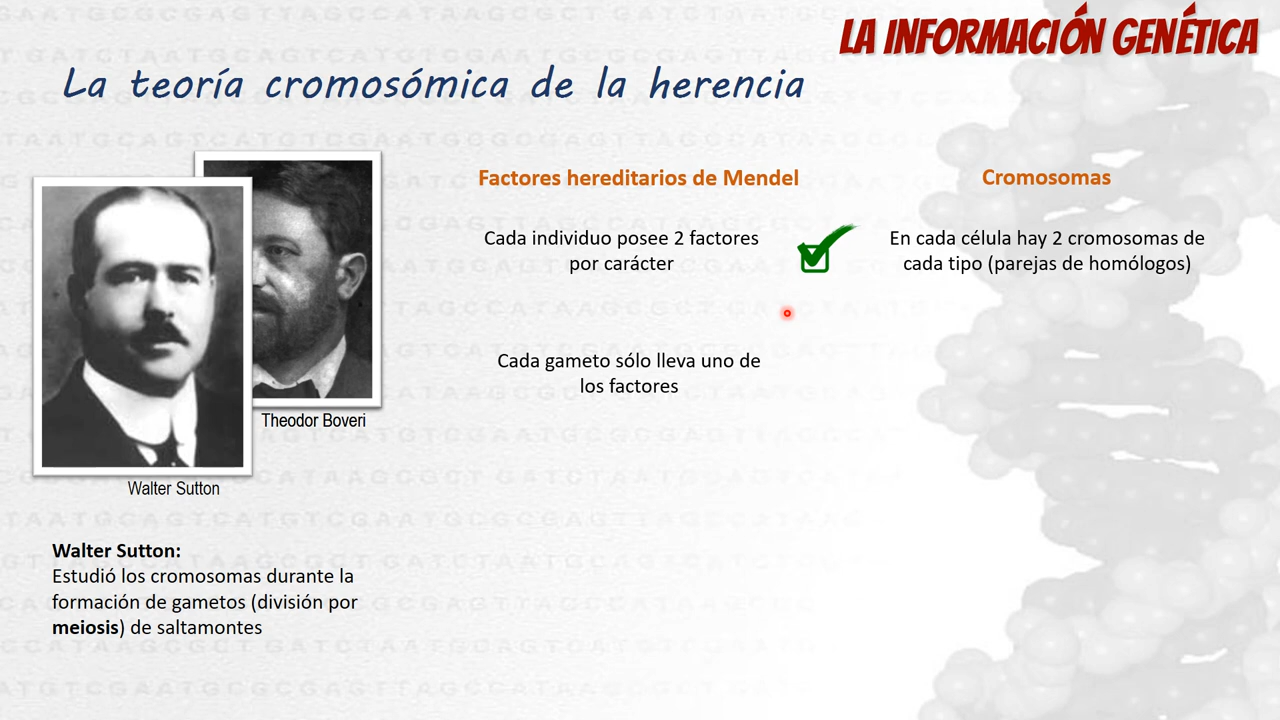 LA INFORMACIÓN GENÉTICA
La teoría cromosómica de la herencia
Factores hereditarios de Mendel
Cromosomas
Cada individuo posee 2 factores
por carácter
En cada célula hay 2 cromosomas de
cada tipo (parejas de homólogos)
Cada gameto sólo lleva uno de
los factores
Theodor Boveri
Walter Sutton
Walter Sutton:
Estudió los cromosomas durante la
formación de gametos (división por
meiosis) de saltamontes